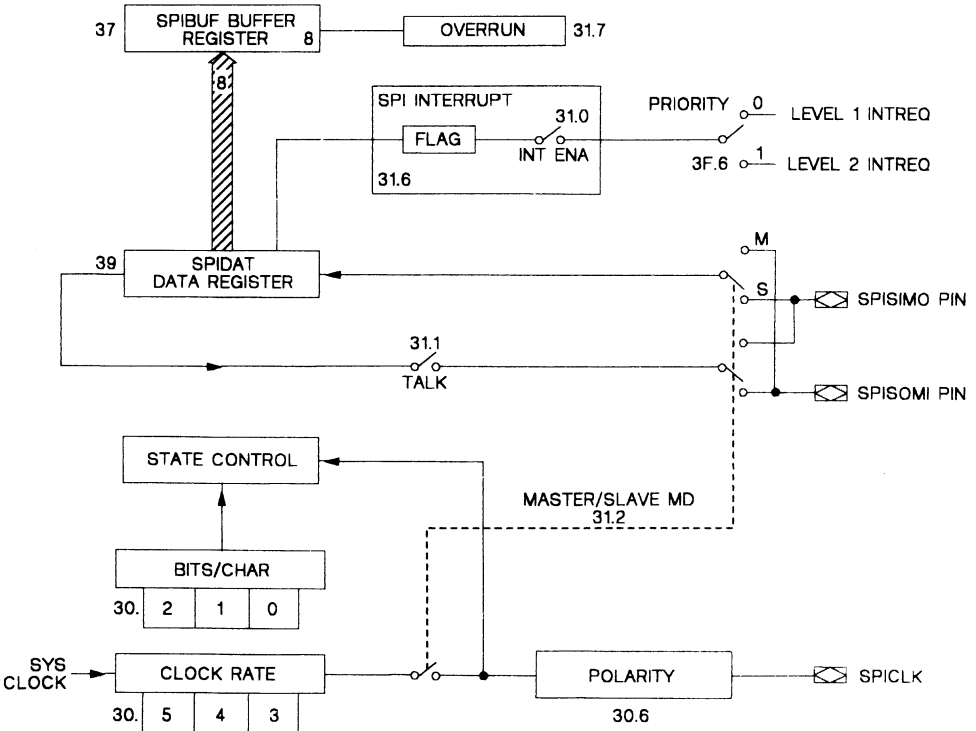 37
SPIBUF BUFFER
REGISTER 8
OVERRUN
31.7
8
SPI INTERRUPT
31.0
FLAG
INT ENA
31.6
PRIORITY
0
LEVEL 1 INTREQ
3F.6
1
LEVEL 2 INTREQ
39
SPIDAT
DATA REGISTER
M
S
SPISIMO PIN
31.1
TALK
SPISOMI PIN
STATE CONTROL
MASTER/SLAVE MD
31.2
BITS/CHAR
30. 2 1 0
SYS
CLOCK
CLOCK RATE
POLARITY
SPICLK
30. 5 4 3
30.6